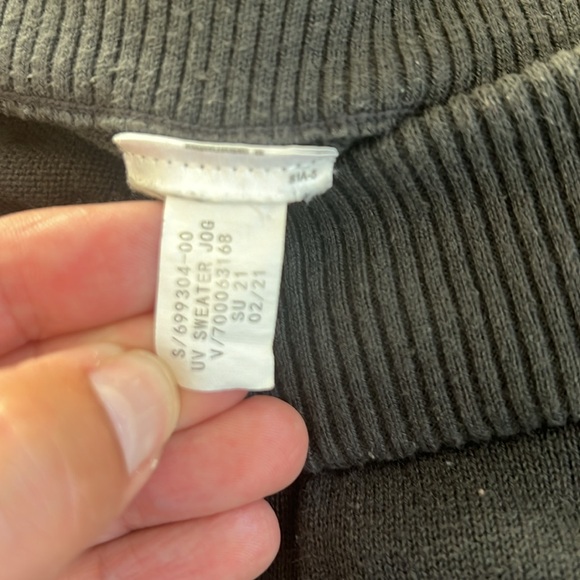 S/699304-00
UV SWEATER JOG
V/700063168
SU 21
02/21